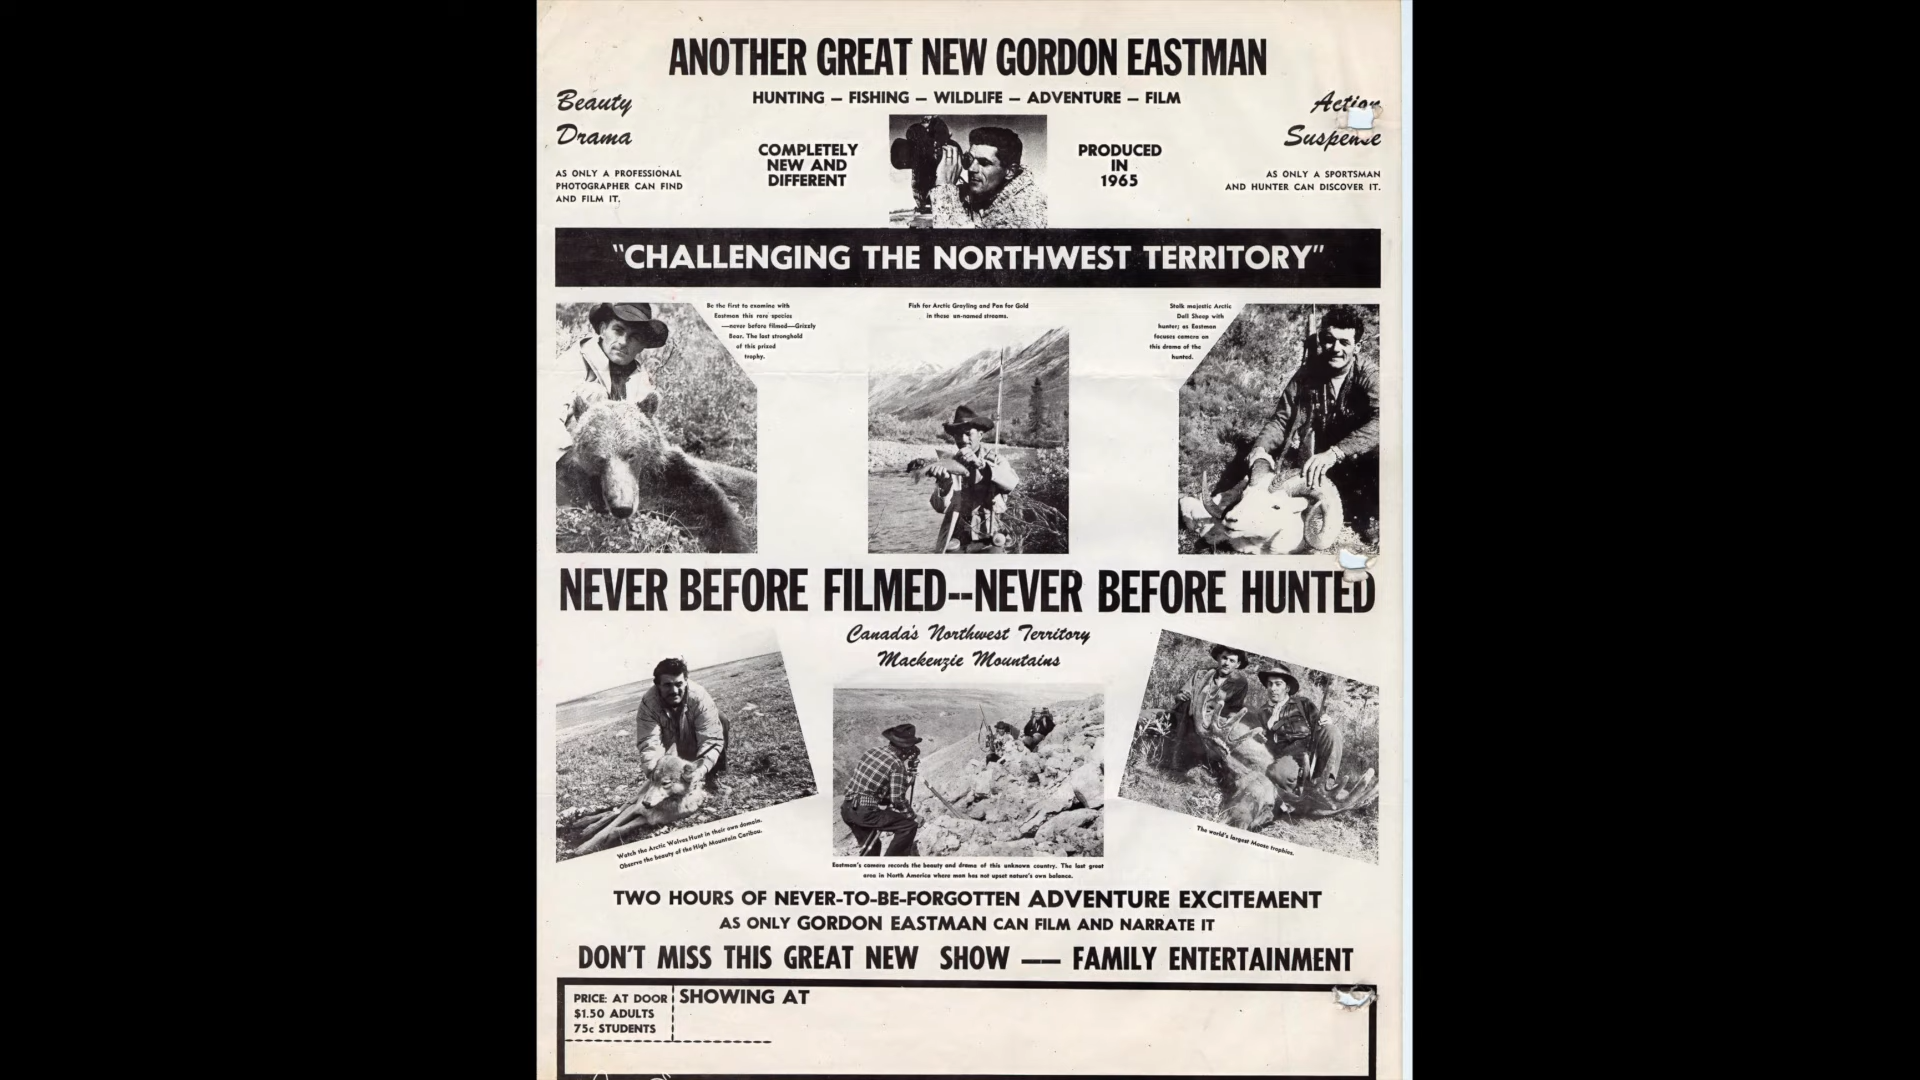 ANOTHER GREAT NEW GORDON EASTMAN
HUNTING — FISHING — WILDLIFE — ADVENTURE — FILM
Beauty
Drama
AS ONLY A PROFESSIONAL
PHOTOGRAPHER CAN FIND
AND FILM IT.
COMPLETELY
NEW AND
DIFFERENT
PRODUCED
IN
1965
Action
Suspense
AS ONLY A SPORTSMAN
AND HUNTER CAN DISCOVER IT.
"CHALLENGING THE NORTHWEST TERRITORY"
Be the first to examine with
Eastman this rare species
—never before filmed—Grizzly
Bear. The last stronghold
of this prized
trophy.
Fish for Arctic Grayling and Pan for Gold
in these un-named streams.
Stalk majestic Arctic
Dall Sheep with
hunter; as Eastman
focuses camera on
this drama of the
hunted.
NEVER BEFORE FILMED--NEVER BEFORE HUNTED
Canada's Northwest Territory
Mackenzie Mountains
Watch the Arctic Wolves Hunt in their own domain.
Observe the beauty of the High Mountain Caribou.
Eastman's camera records the beauty and drama of this unknown country. The last great
area in North America where man has not upset nature's own balance.
The world's largest Moose trophies.
TWO HOURS OF NEVER-TO-BE-FORGOTTEN ADVENTURE EXCITEMENT
AS ONLY GORDON EASTMAN CAN FILM AND NARRATE IT
DON'T MISS THIS GREAT NEW SHOW —— FAMILY ENTERTAINMENT
PRICE: AT DOOR
$1.50 ADULTS
75c STUDENTS
SHOWING AT